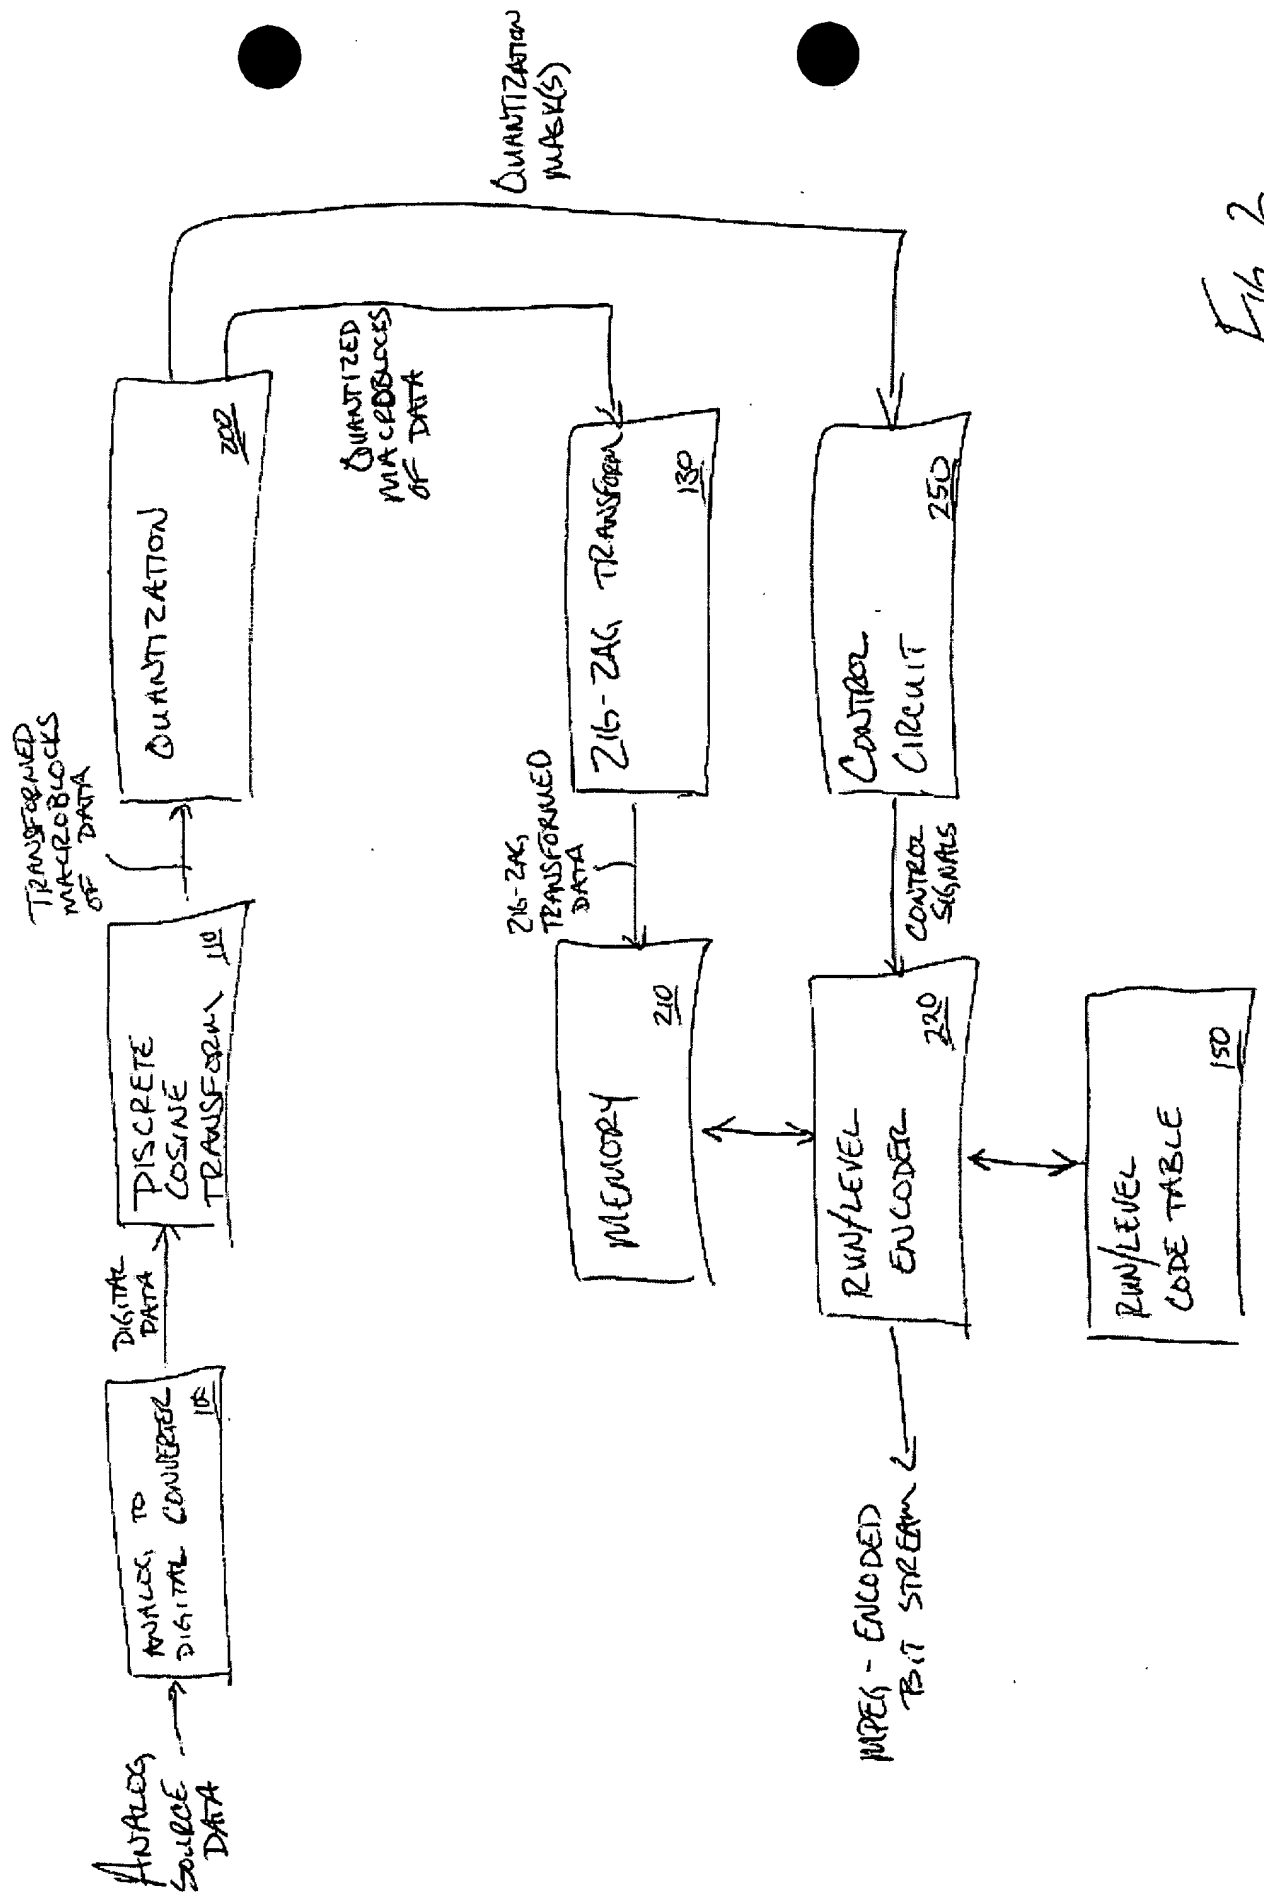 ANALOG
SOURCE
DATA
ANALOG TO
DIGITAL CONVERTER
DIGITAL
DATA
DISCRETE
COSINE
TRANSFORM
110
TRANSFORMED
MACROBLOCKS
OF DATA
QUANTIZATION
200
QUANTIZED
MACROBLOCKS
OF DATA
QUANTIZATION
MASK(S)
ZIG-ZAG TRANSFORM
130
ZIG-ZAG
TRANSFORMED
DATA
MEMORY
210
CONTROL
CIRCUIT
250
CONTROL
SIGNALS
RUN/LEVEL
ENCODER
220
MPEG-ENCODED
BIT STREAM
RUN/LEVEL
CODE TABLE
150
FIG 2